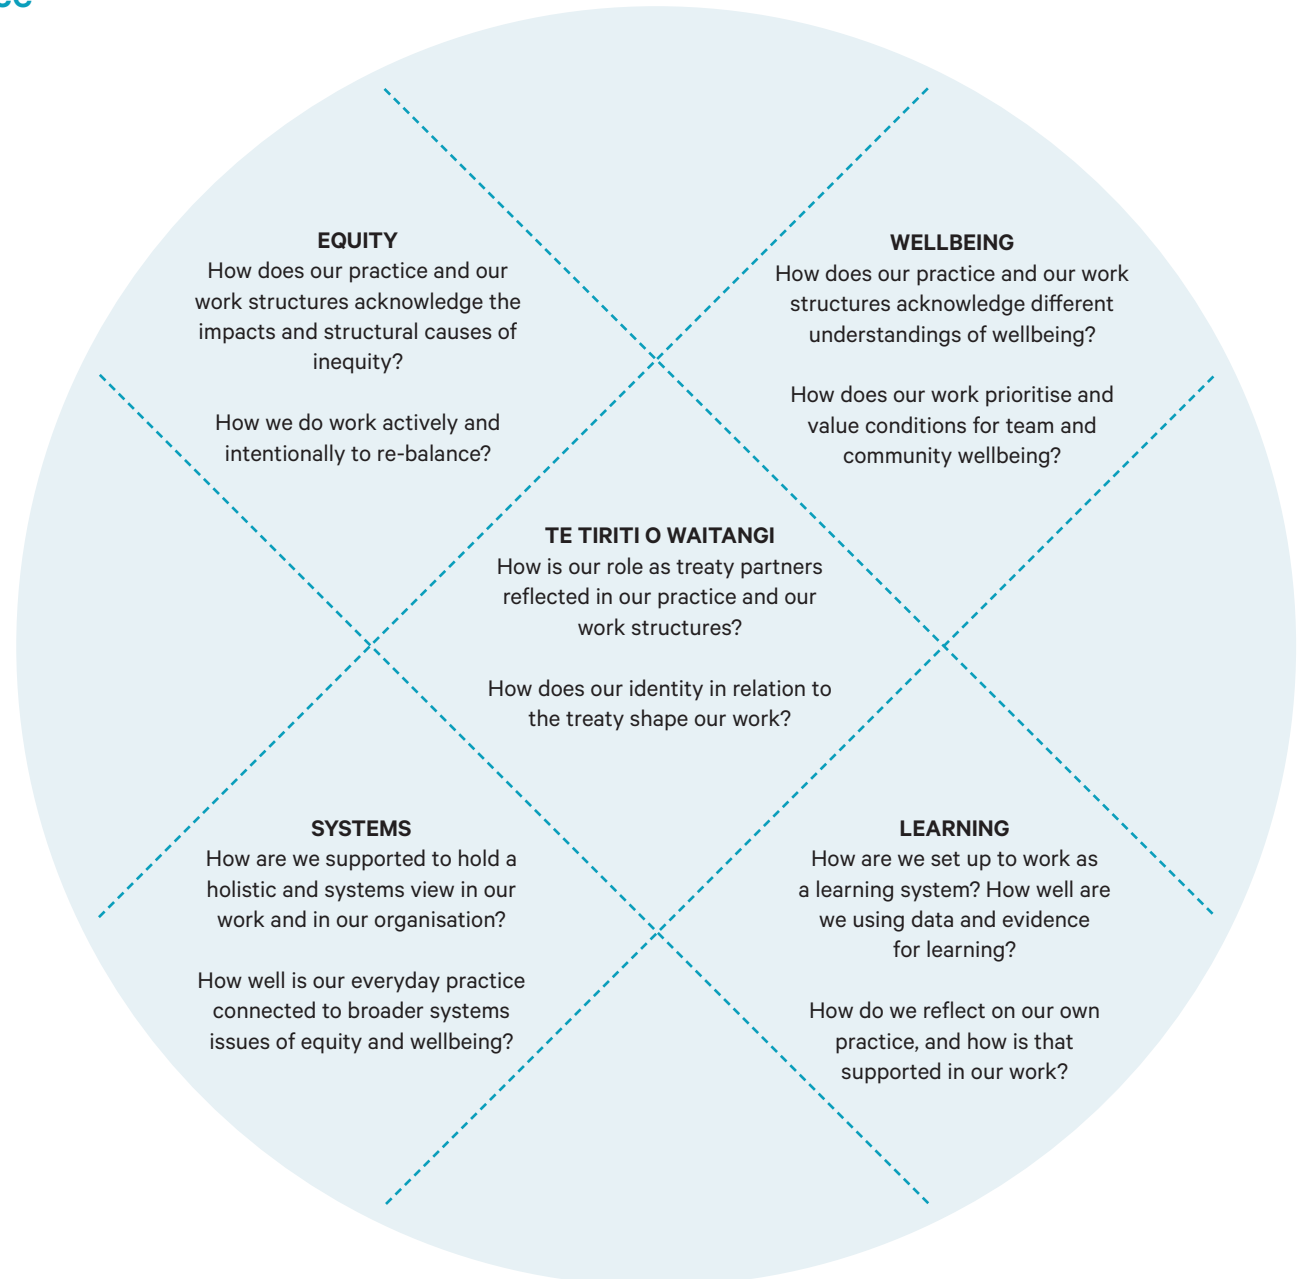 EQUITY
How does our practice and our
work structures acknowledge the
impacts and structural causes of
inequity?
How we do work actively and
intentionally to re-balance?
WELLBEING
How does our practice and our work
structures acknowledge different
understandings of wellbeing?
How does our work prioritise and
value conditions for team and
community wellbeing?
TE TIRITI O WAITANGI
How is our role as treaty partners
reflected in our practice and our
work structures?
How does our identity in relation to
the treaty shape our work?
SYSTEMS
How are we supported to hold a
holistic and systems view in our
work and in our organisation?
How well is our everyday practice
connected to broader systems
issues of equity and wellbeing?
LEARNING
How are we set up to work as
a learning system? How well are
we using data and evidence
for learning?
How do we reflect on our own
practice, and how is that
supported in our work?